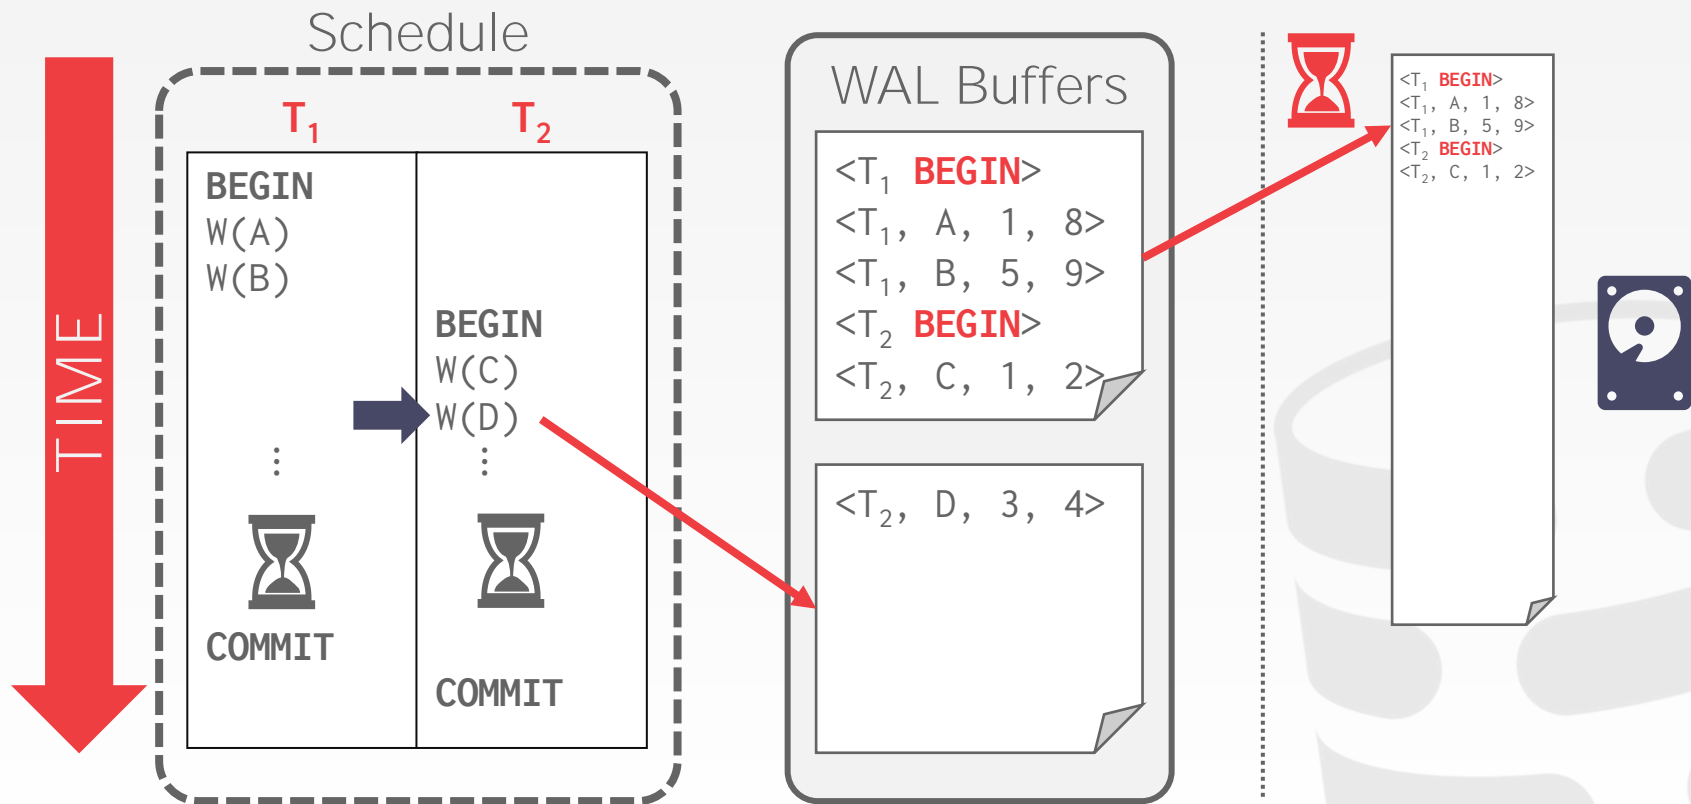 Schedule
TIME
T₁ T₂
BEGIN
W(A)
W(B)
BEGIN
W(C)
W(D)
⋮ ⋮
COMMIT
COMMIT
WAL Buffers
<T₁ BEGIN>
<T₁, A, 1, 8>
<T₁, B, 5, 9>
<T₂ BEGIN>
<T₂, C, 1, 2>
<T₂, D, 3, 4>
<T₁ BEGIN>
<T₁, A, 1, 8>
<T₁, B, 5, 9>
<T₂ BEGIN>
<T₂, C, 1, 2>